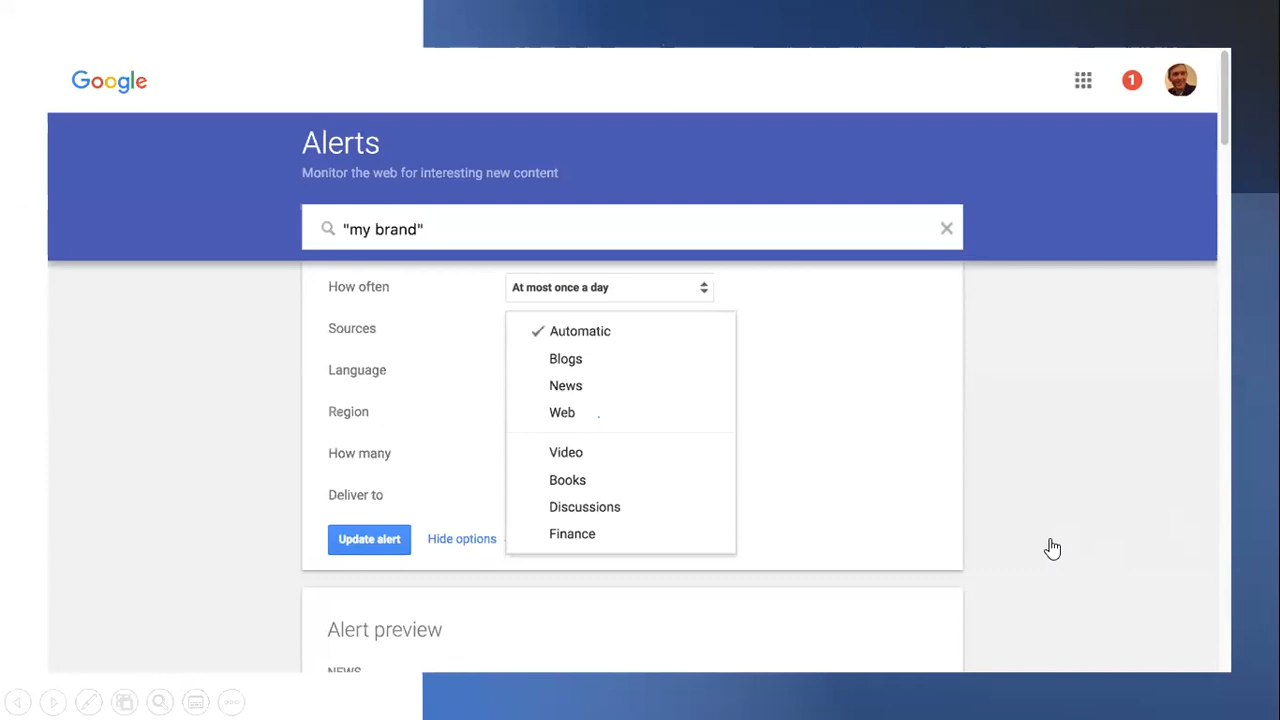 Google
1
Alerts
Monitor the web for interesting new content
"my brand"
How often
At most once a day
Sources
Automatic
Blogs
Language
News
Region
Web
How many
Video
Books
Deliver to
Discussions
Update alert
Hide options
Finance
Alert preview
NEWS